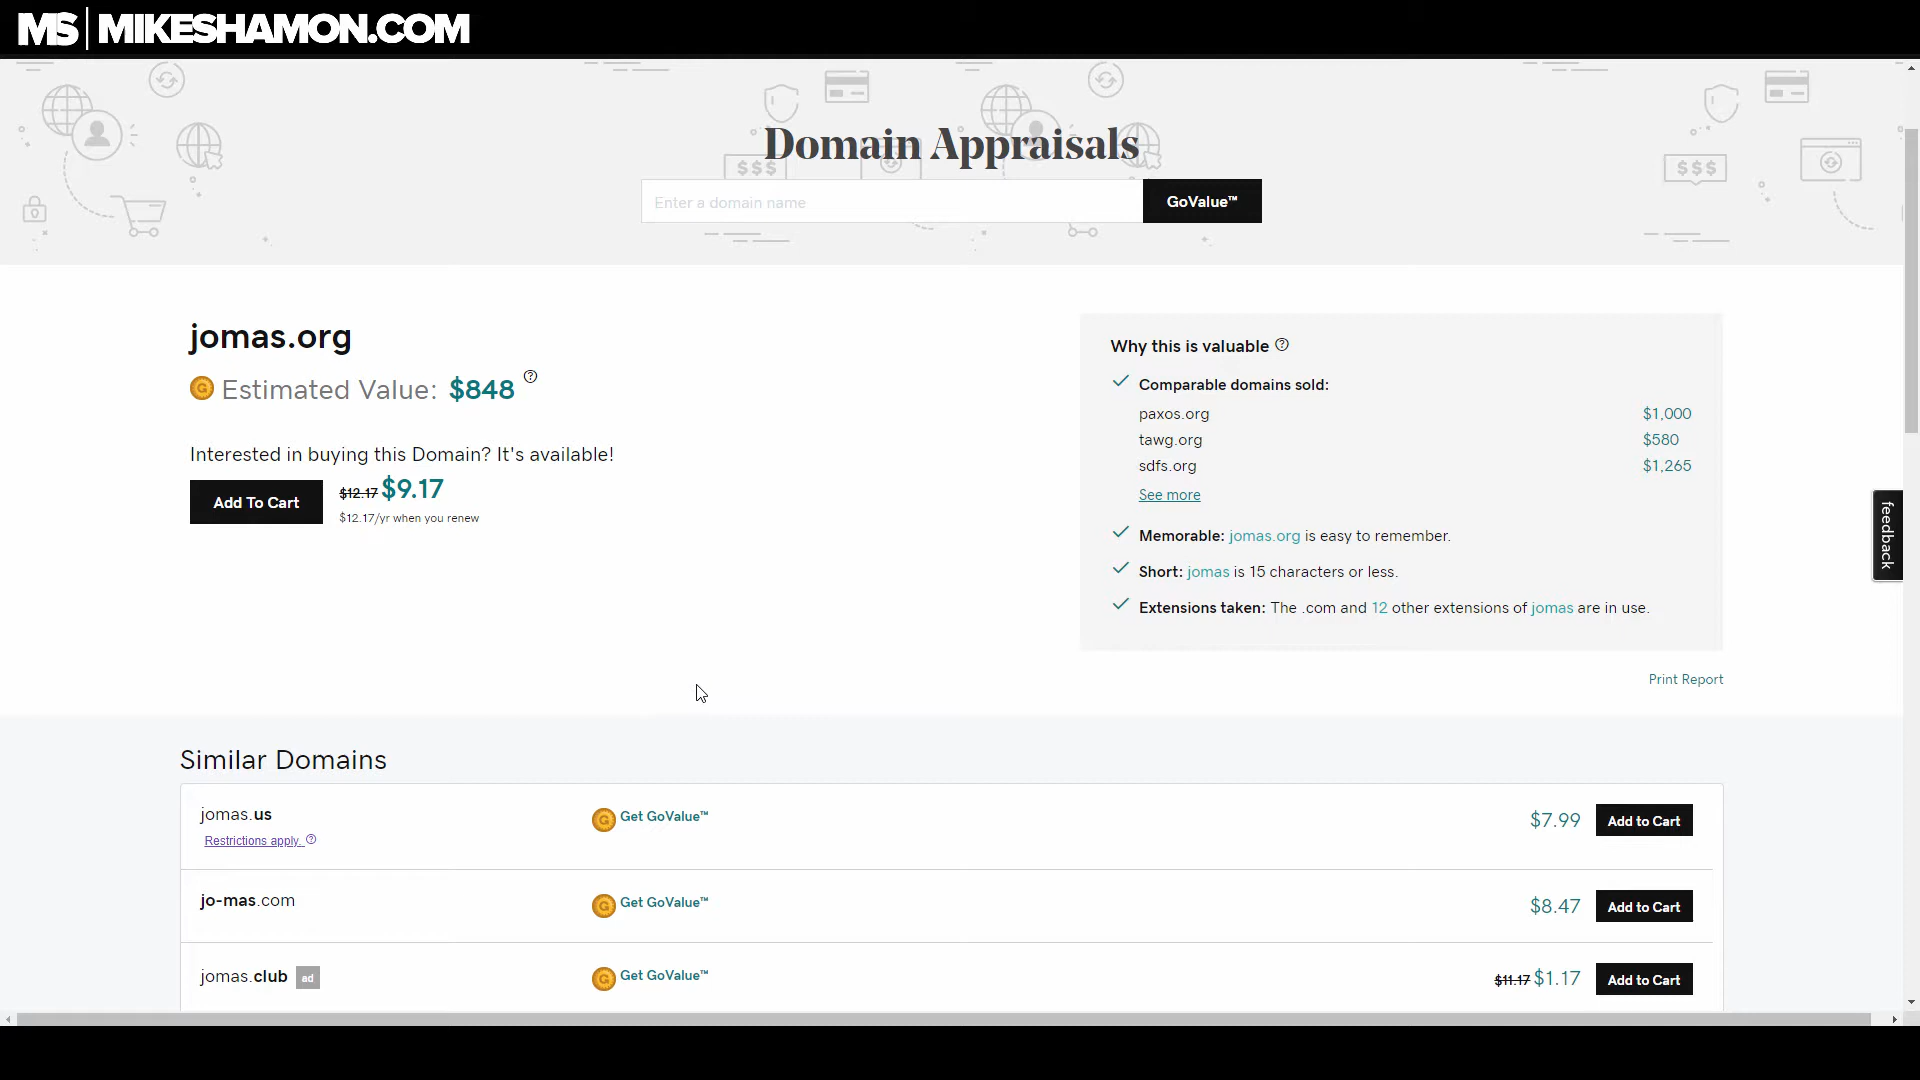 MS | MIKESHAMON.COM
$$$
$$$
Domain Appraisals
Enter a domain name
GoValue™
jomas.org
G Estimated Value: $848 ?
Interested in buying this Domain? It's available!
Add To Cart
$12.17 $9.17
$12.17/yr when you renew
Why this is valuable ?
Comparable domains sold:
paxos.org $1,000
tawg.org $580
sdfs.org $1,265
See more
Memorable: jomas.org is easy to remember.
Short: jomas is 15 characters or less.
Extensions taken: The .com and 12 other extensions of jomas are in use.
Print Report
feedback
Similar Domains
jomas.us G Get GoValue™ $7.99 Add to Cart
Restrictions apply. ?
jo-mas.com G Get GoValue™ $8.47 Add to Cart
jomas.club ad G Get GoValue™ $11.17 $1.17 Add to Cart